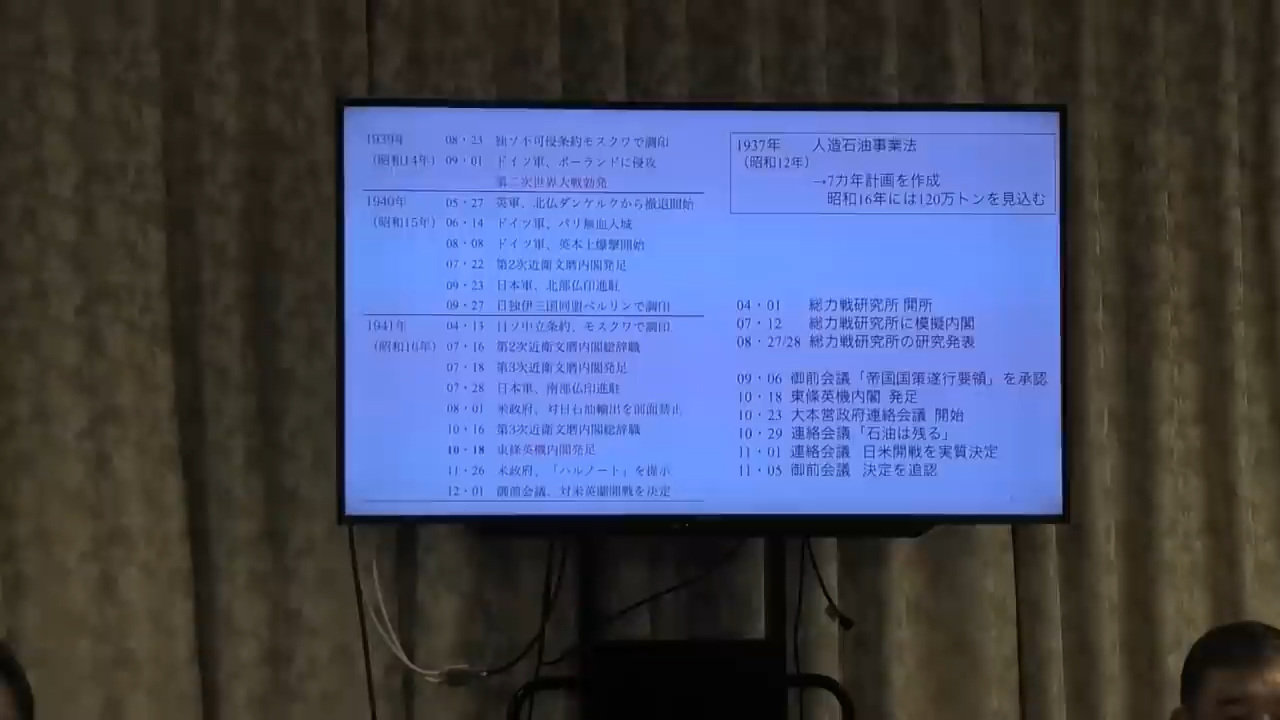 1939年 08・23 独ソ不可侵条約モスクワで調印
(昭和14年) 09・01 ドイツ軍、ポーランドに侵攻
第二次世界大戦勃発
1940年 05・27 英軍、北仏ダンケルクから撤退開始
(昭和15年) 06・14 ドイツ軍、パリ無血入城
08・08 ドイツ軍、英本土爆撃開始
07・22 第2次近衛文麿内閣発足
09・23 日本軍、北部仏印進駐
09・27 日独伊三国同盟ベルリンで調印
1941年 04・13 日ソ中立条約、モスクワで調印
(昭和16年) 07・16 第2次近衛文麿内閣総辞職
07・18 第3次近衛文麿内閣発足
07・28 日本軍、南部仏印進駐
08・01 米政府、対日石油輸出を前面禁止
10・16 第3次近衛文麿内閣総辞職
10・18 東條英機内閣発足
11・26 米政府、「ハルノート」を提示
12・01 御前会議、対米英蘭開戦を決定
1937年 人造石油事業法
(昭和12年)
→7カ年計画を作成
昭和16年には120万トンを見込む
04・01 総力戦研究所 開所
07・12 総力戦研究所に模擬内閣
08・27/28 総力戦研究所の研究発表
09・06 御前会議「帝国国策遂行要領」を承認
10・18 東條英機内閣 発足
10・23 大本営政府連絡会議 開始
10・29 連絡会議「石油は残る」
11・01 連絡会議 日米開戦を実質決定
11・05 御前会議 決定を追認